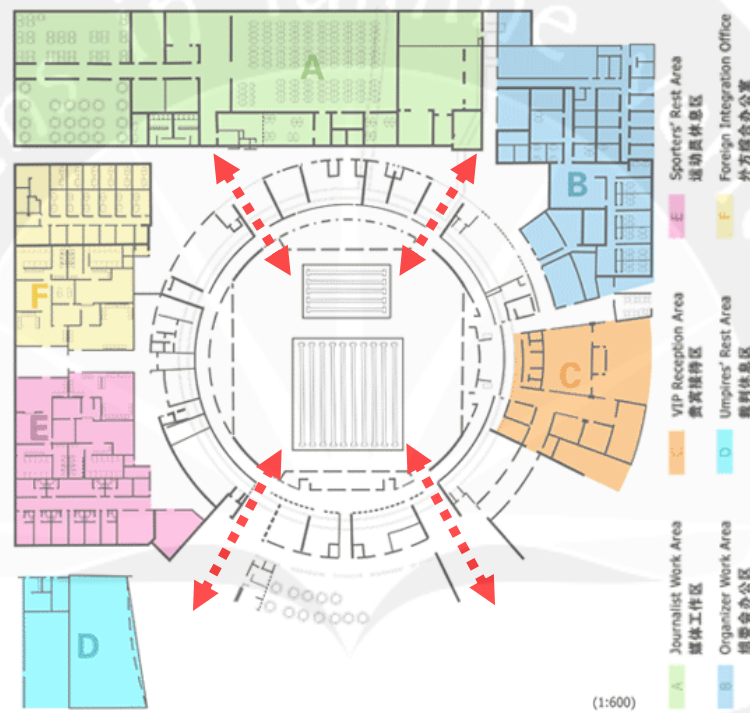 A
B
F
C
E
D
(1:600)
A Journalist Work Area
媒体工作区
C VIP Reception Area
贵宾接待区
E Sporters' Rest Area
运动员休息区
B Organizer Work Area
组委会办公区
D Umpires' Rest Area
裁判休息区
F Foreign Integration Office
外方综合办公室